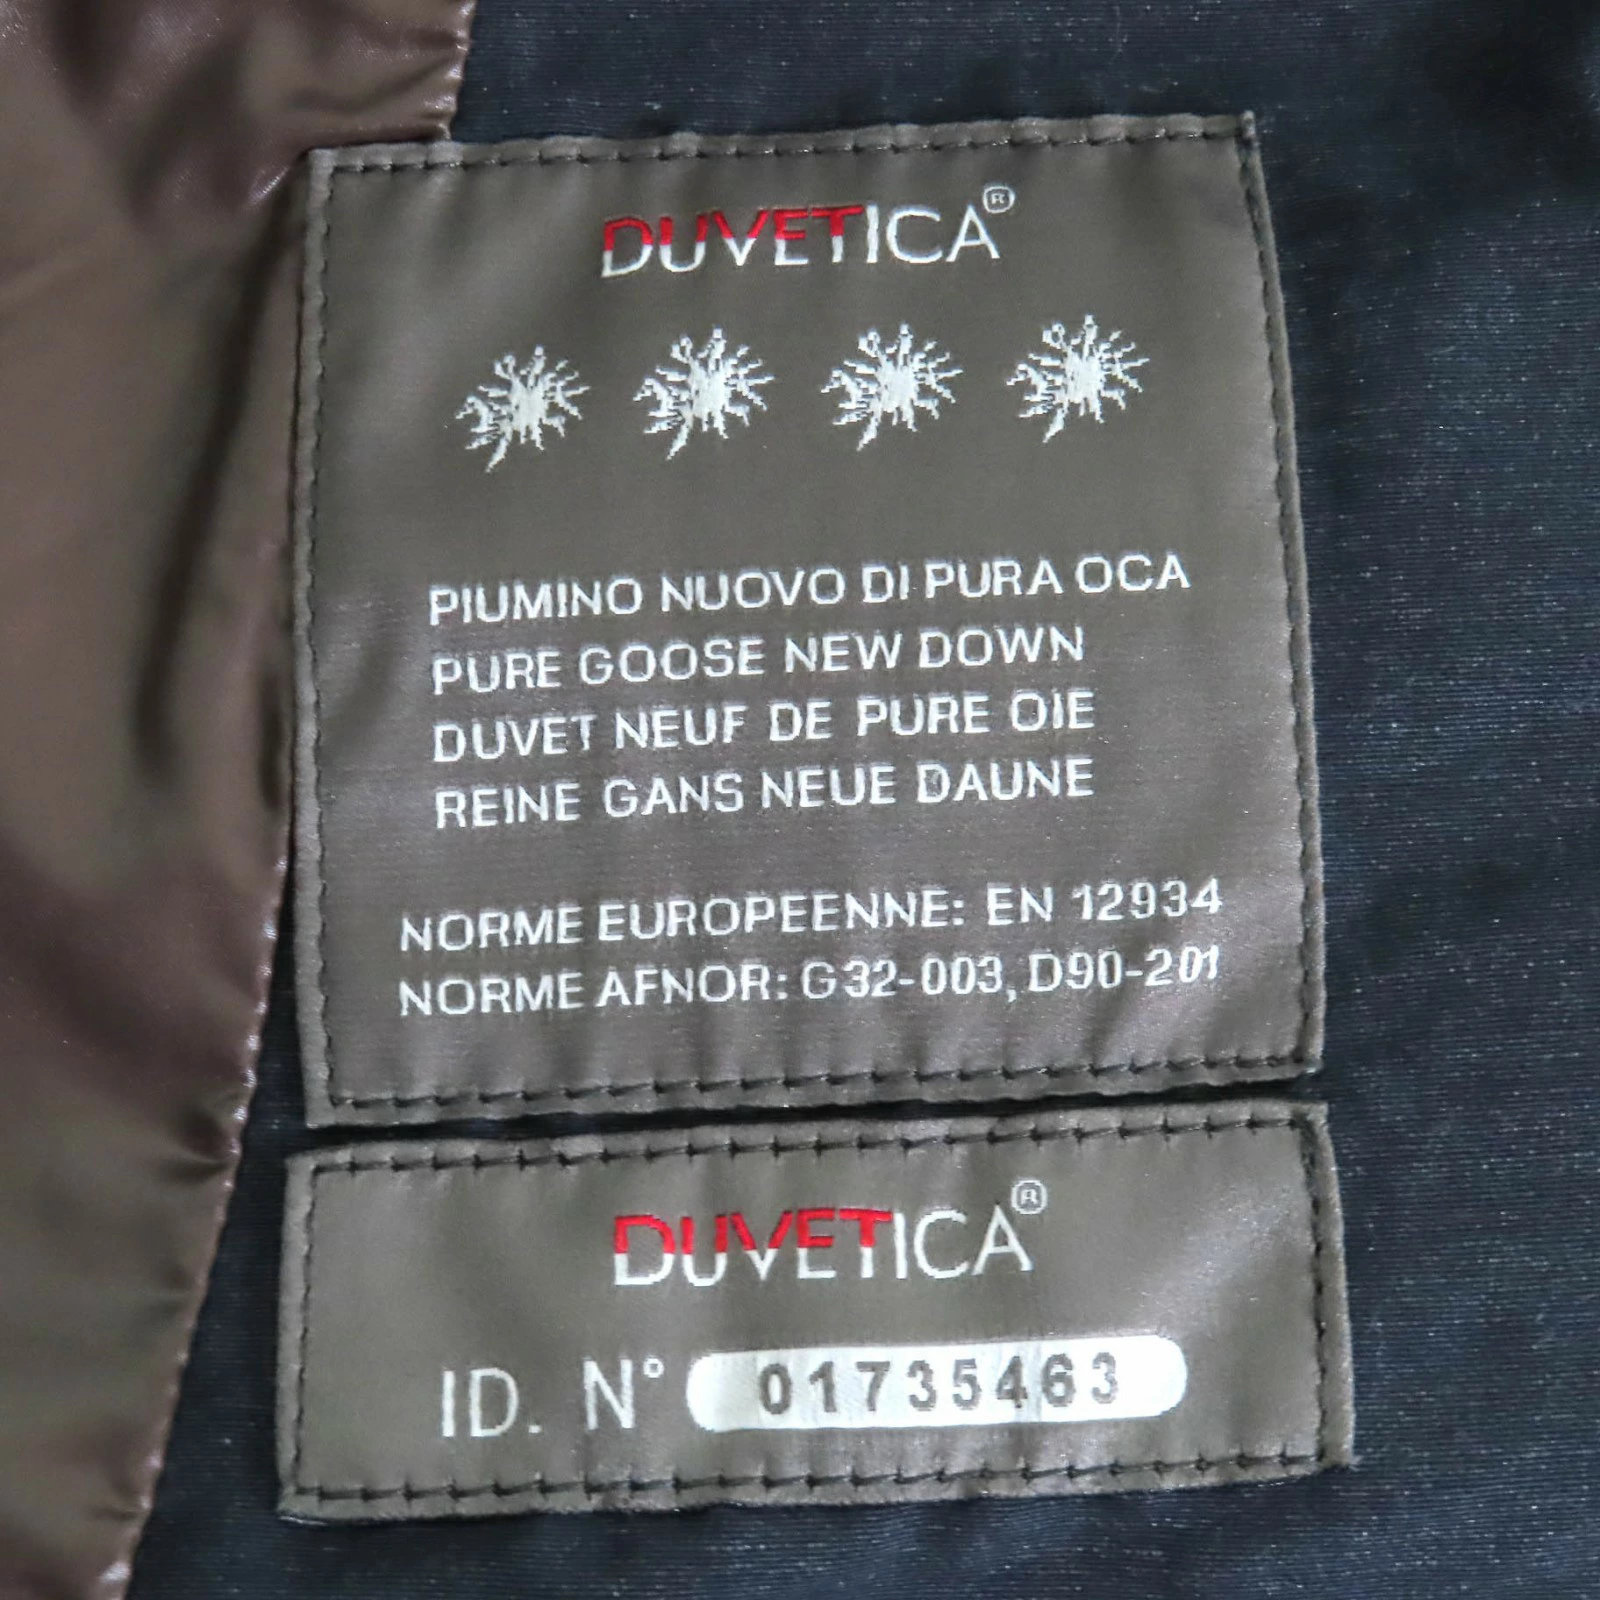 DUVETICA®
PIUMINO NUOVO DI PURA OCA
PURE GOOSE NEW DOWN
DUVET NEUF DE PURE OIE
REINE GANS NEUE DAUNE
NORME EUROPEENNE: EN 12934
NORME AFNOR: G32-003, D90-201
DUVETICA®
ID. N° 01735463